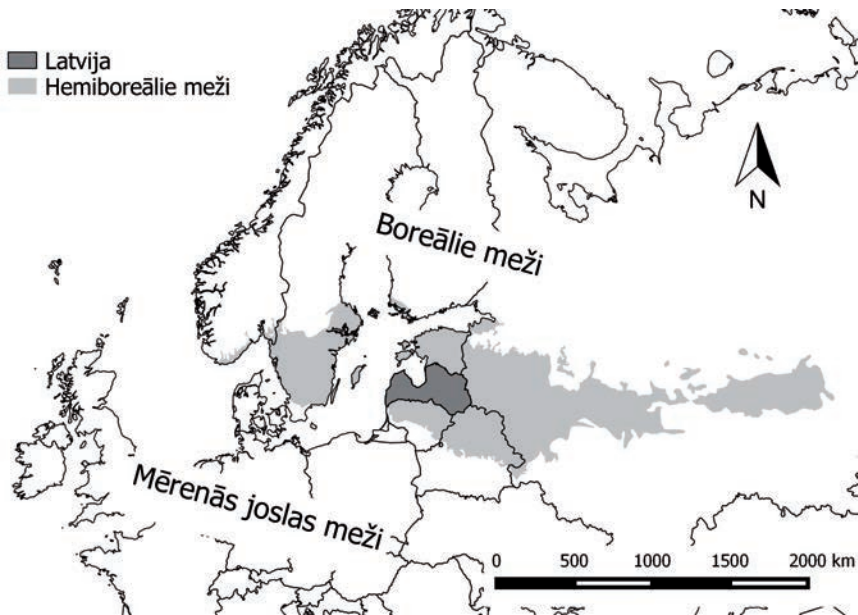 Latvija
Hemiboreālie meži
N
Boreālie meži
Mērenās joslas meži
0 500 1000 1500 2000 km